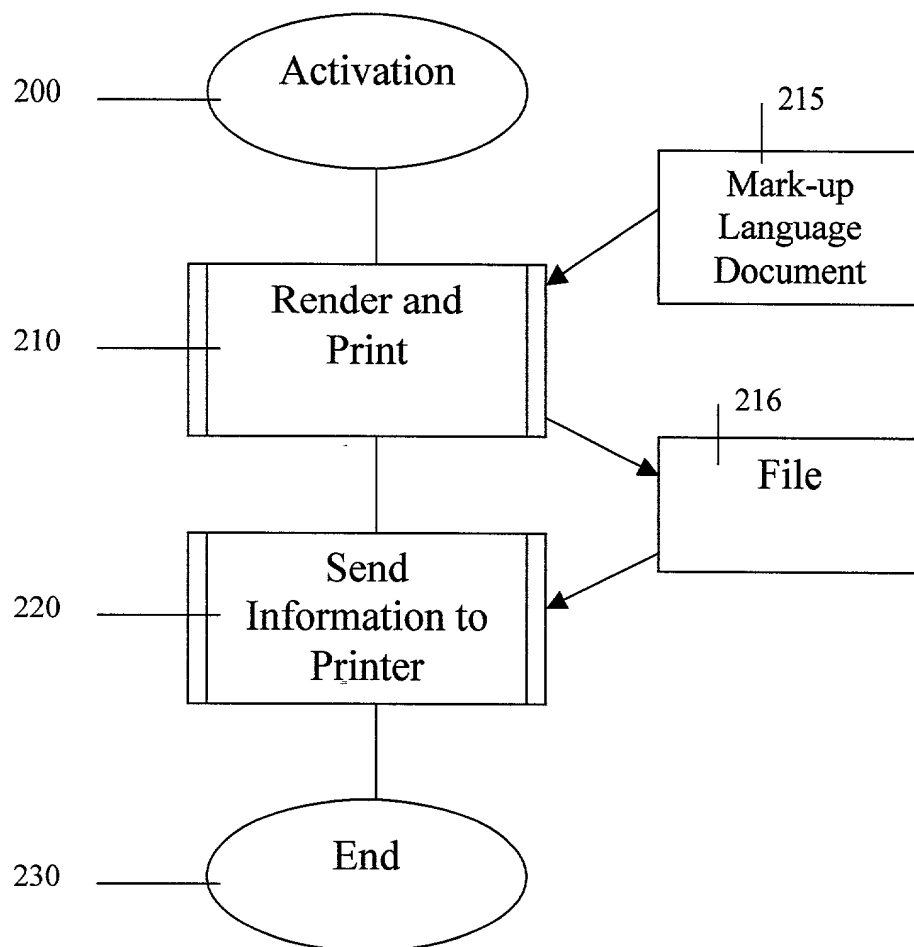 Activation
200
215
Mark-up
Language
Document
Render and
Print
210
216
File
Send
Information to
Printer
220
End
230